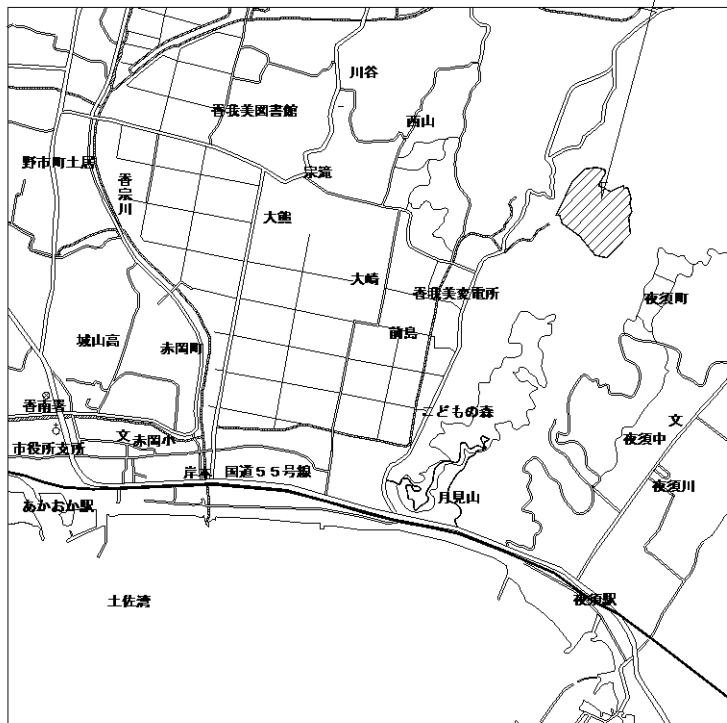 川谷
香我美図書館
西山
野市町土居
宗滝
香宗川
大熊
大崎
香我美変電所
夜須町
前島
城山高
赤岡町
香南署
こどもの森
文
文
赤岡小
夜須中
市役所支所
岸本
国道５５号線
夜須川
月見山
あかおか駅
土佐湾
夜須駅